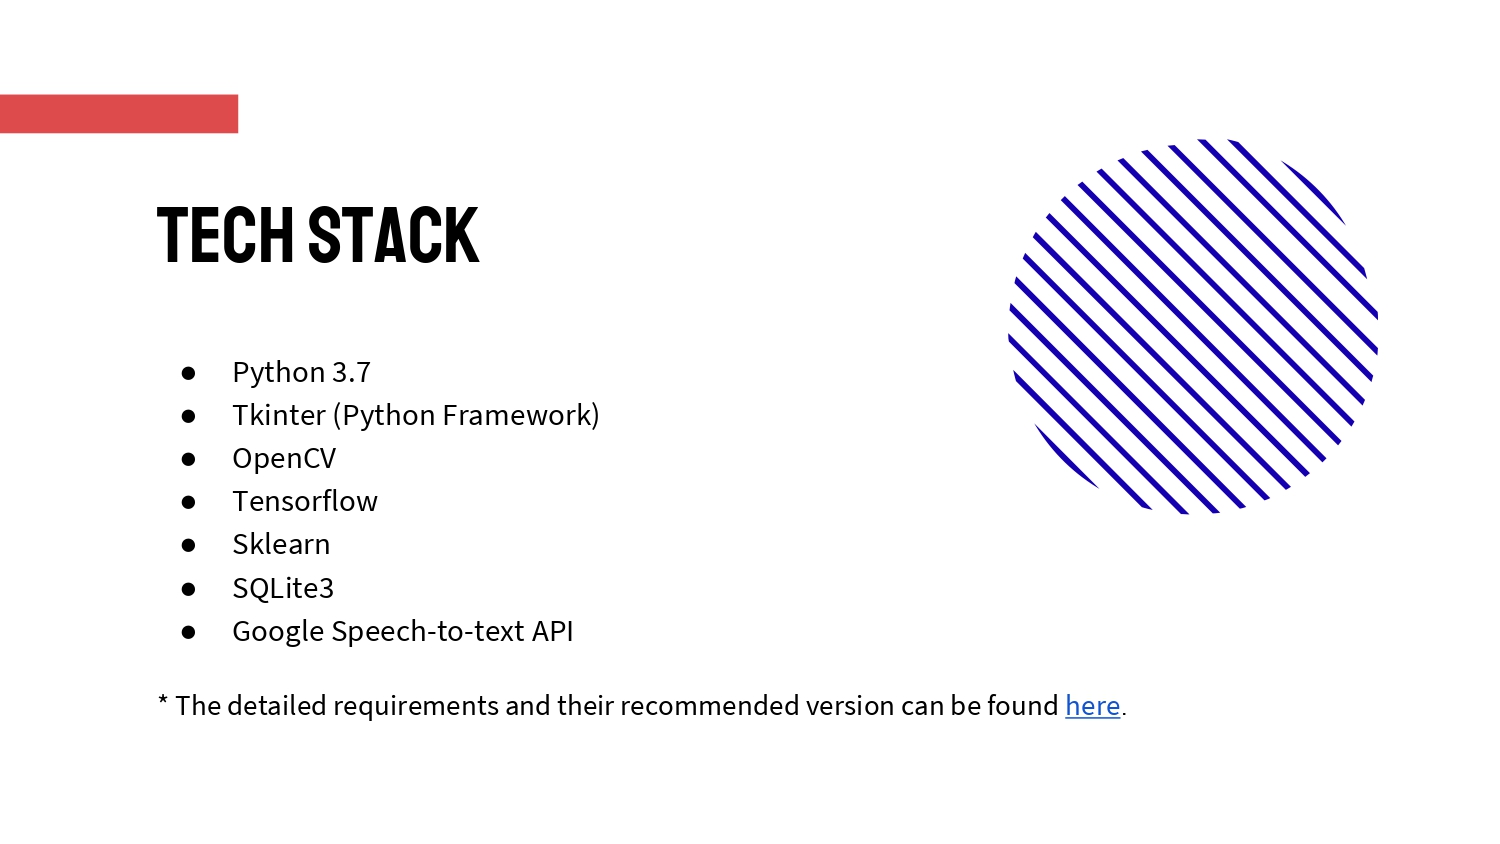 TECH STACK
● Python 3.7
● Tkinter (Python Framework)
● OpenCV
● Tensorflow
● Sklearn
● SQLite3
● Google Speech-to-text API
* The detailed requirements and their recommended version can be found here.